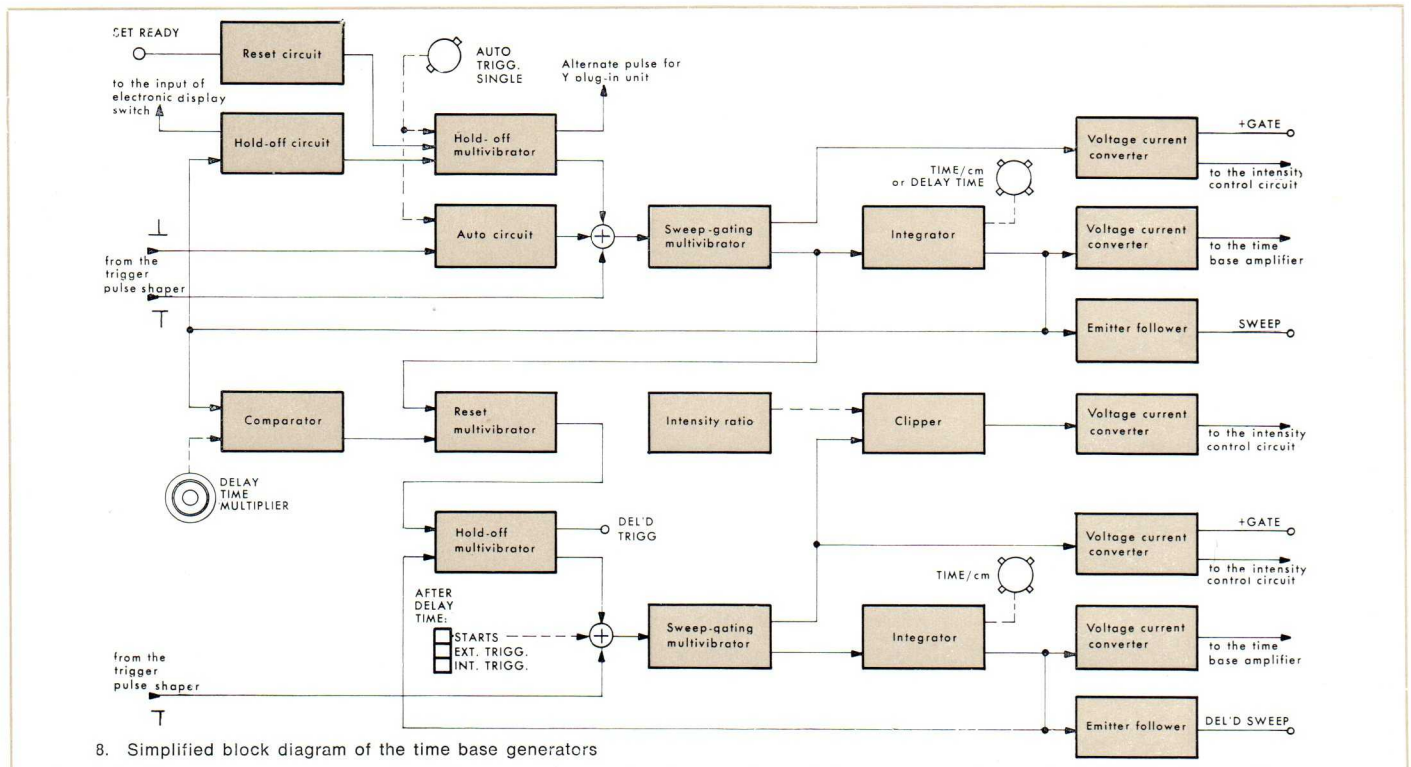 SET READY
Reset circuit
AUTO
TRIGG.
SINGLE
Alternate pulse for
Y plug-in unit
to the input of
electronic display
switch
Hold-off circuit
Hold-off
multivibrator
Voltage current
converter
+GATE
to the intensity
control circuit
TIME/cm
or DELAY TIME
Auto circuit
+
Sweep-gating
multivibrator
Integrator
Voltage current
converter
to the time
base amplifier
from the
trigger
pulse shaper
Emitter follower
SWEEP
Comparator
Reset
multivibrator
Intensity ratio
Clipper
Voltage current
converter
to the intensity
control circuit
DELAY
TIME
MULTIPLIER
Hold-off
multivibrator
DEL'D
TRIGG
Voltage current
converter
+GATE
to the intensity
control circuit
TIME/cm
AFTER
DELAY
TIME:
STARTS
EXT. TRIGG.
INT. TRIGG.
+
Sweep-gating
multivibrator
Integrator
Voltage current
converter
to the time
base amplifier
from the
trigger
pulse shaper
Emitter follower
DEL'D SWEEP
8. Simplified block diagram of the time base generators